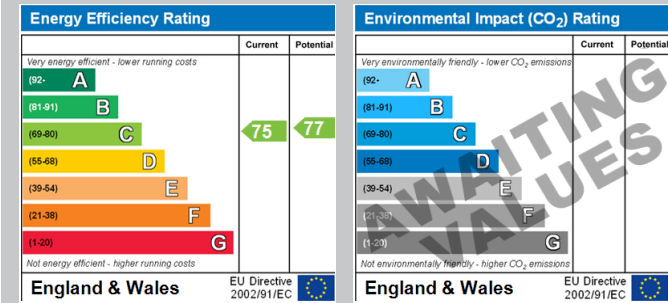 Energy Efficiency Rating
Current Potential
Very energy efficient - lower running costs
(92- A
(81-91) B
(69-80) C 75 77
(55-68) D
(39-54) E
(21-38) F
(1-20) G
Not energy efficient - higher running costs
England & Wales
EU Directive
2002/91/EC
Environmental Impact (CO₂) Rating
Current Potential
Very environmentally friendly - lower CO₂ emissions
(92- A
(81-91) B
(69-80) C
(55-68) D
(39-54) E
(21-38) F
(1-20) G
AWAITING
VALUES
Not environmentally friendly - higher CO₂ emissions
England & Wales
EU Directive
2002/91/EC